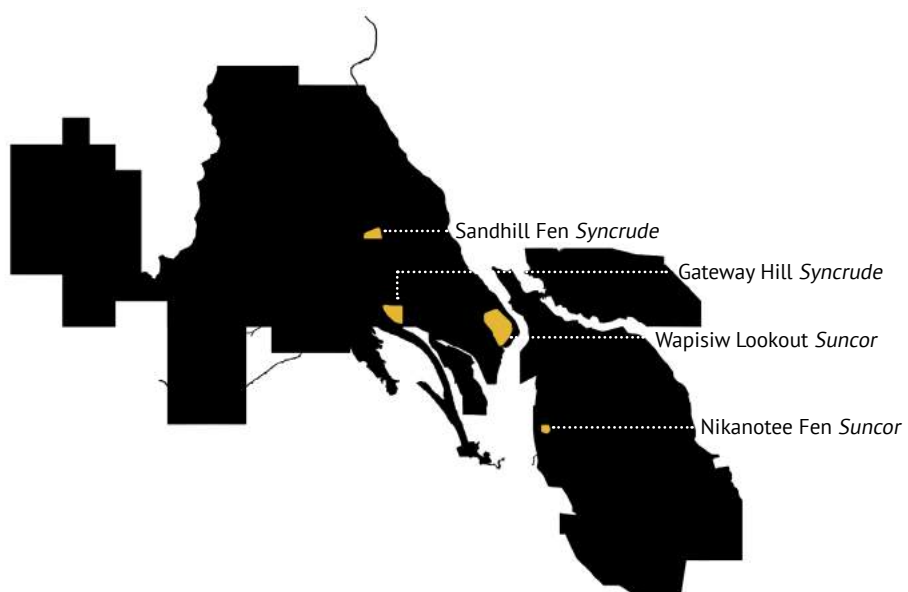 Sandhill Fen Syncrude
Gateway Hill Syncrude
Wapisiw Lookout Suncor
Nikanotee Fen Suncor